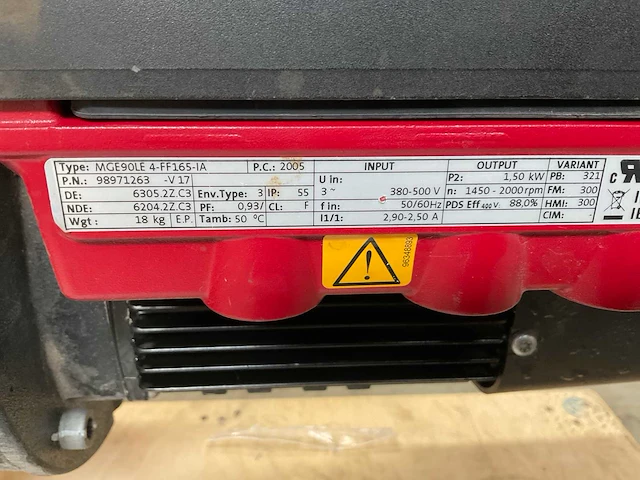 Type: MGE90LE 4-FF165-IA P.C.: 2005 INPUT OUTPUT VARIANT
P.N.: 98971263 -V 17 U in: P2: 1,50 kW PB: 321
DE: 6305.2Z.C3 Env.Type: 3 IP: 55 3 ~ 380-500 V n: 1450 - 2000 rpm FM: 300
NDE: 6204.2Z.C3 PF: 0,93/ CL: F f in: 50/60Hz PDS Eff 400 V: 88,0% HMI: 300
Wgt : 18 kg E.P. Tamb: 50 °C I1/1: 2,90-2,50 A CIM:
96348893